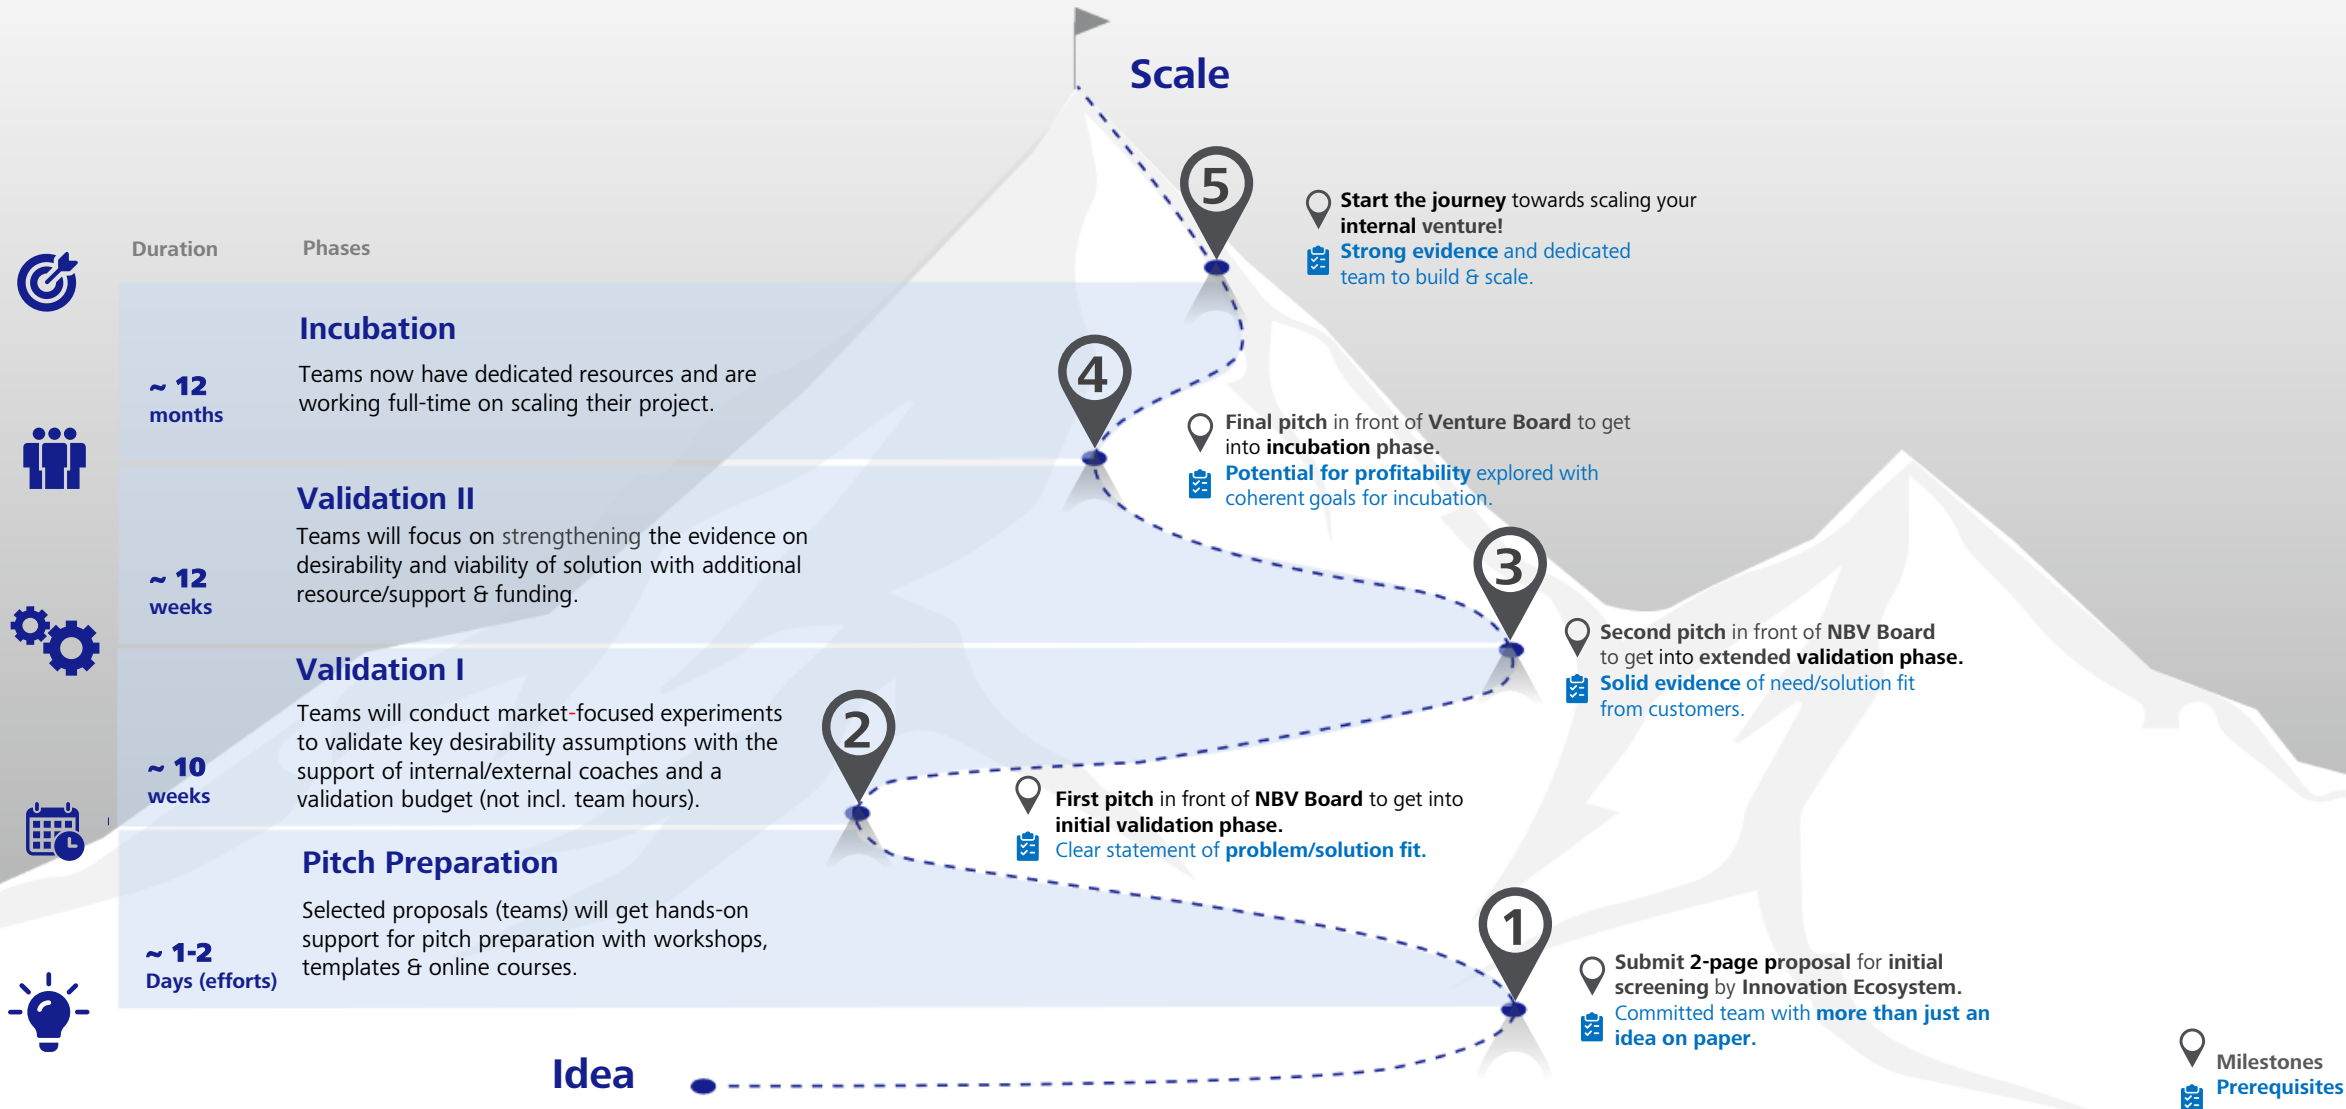 Scale
5
Start the journey towards scaling your
internal venture!
Strong evidence and dedicated
team to build & scale.
Duration
Phases
Incubation
~ 12
months
Teams now have dedicated resources and are
working full-time on scaling their project.
4
Final pitch in front of Venture Board to get
into incubation phase.
Potential for profitability explored with
coherent goals for incubation.
Validation II
~ 12
weeks
Teams will focus on strengthening the evidence on
desirability and viability of solution with additional
resource/support & funding.
3
Second pitch in front of NBV Board
to get into extended validation phase.
Solid evidence of need/solution fit
from customers.
Validation I
~ 10
weeks
Teams will conduct market-focused experiments
to validate key desirability assumptions with the
support of internal/external coaches and a
validation budget (not incl. team hours).
2
First pitch in front of NBV Board to get into
initial validation phase.
Clear statement of problem/solution fit.
Pitch Preparation
~ 1-2
Days (efforts)
Selected proposals (teams) will get hands-on
support for pitch preparation with workshops,
templates & online courses.
1
Submit 2-page proposal for initial
screening by Innovation Ecosystem.
Committed team with more than just an
idea on paper.
Idea
Milestones
Prerequisites